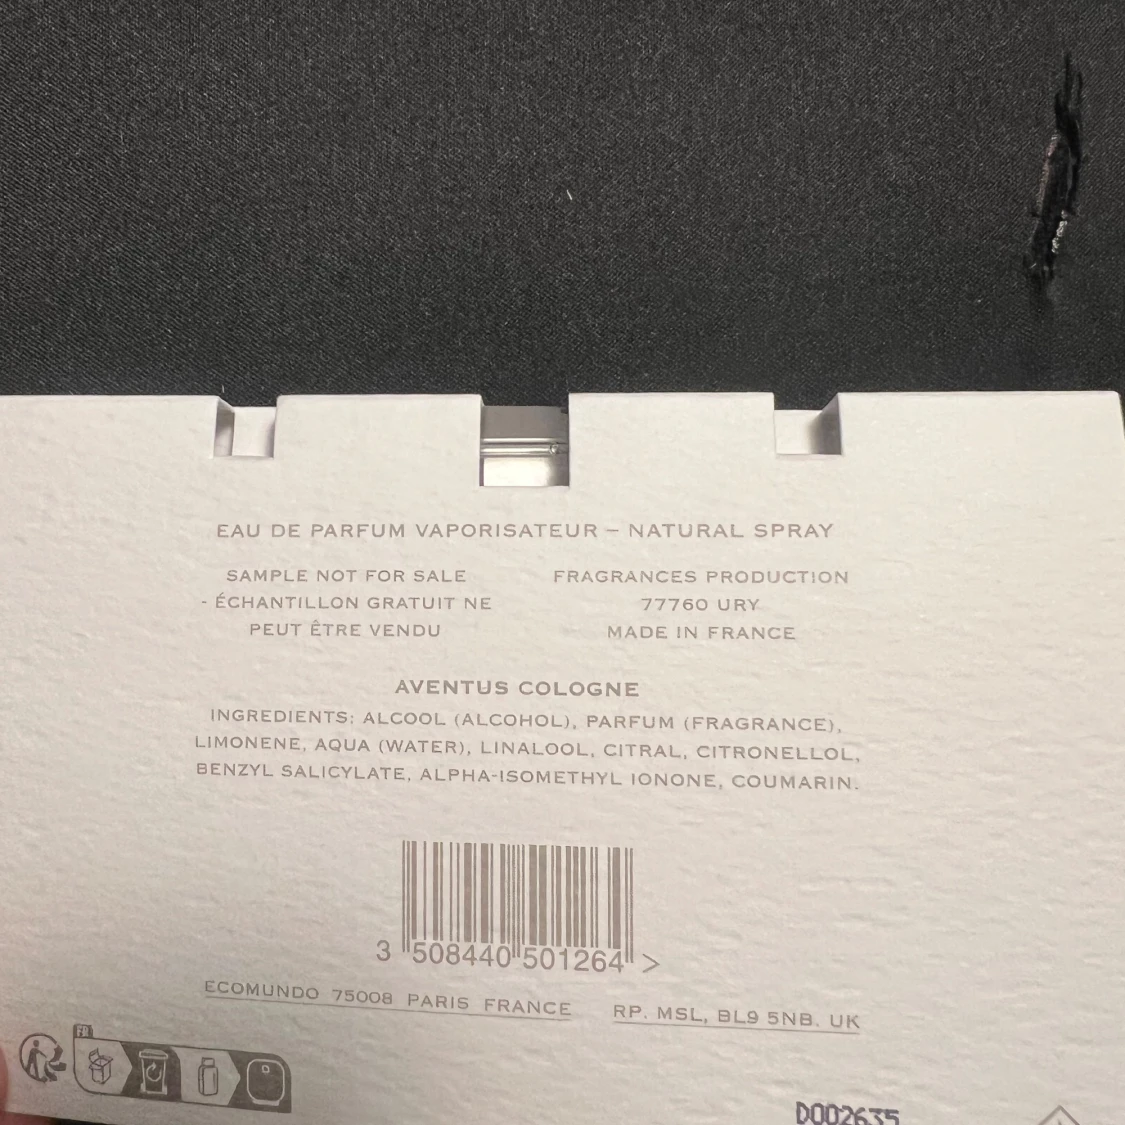 EAU DE PARFUM VAPORISATEUR – NATURAL SPRAY
SAMPLE NOT FOR SALE
- ÉCHANTILLON GRATUIT NE
PEUT ÊTRE VENDU
FRAGRANCES PRODUCTION
77760 URY
MADE IN FRANCE
AVENTUS COLOGNE
INGREDIENTS: ALCOOL (ALCOHOL), PARFUM (FRAGRANCE),
LIMONENE, AQUA (WATER), LINALOOL, CITRAL, CITRONELLOL,
BENZYL SALICYLATE, ALPHA-ISOMETHYL IONONE, COUMARIN.
3 508440 501264 >
ECOMUNDO 75008 PARIS FRANCE
RP. MSL, BL9 5NB. UK
FR
D002635